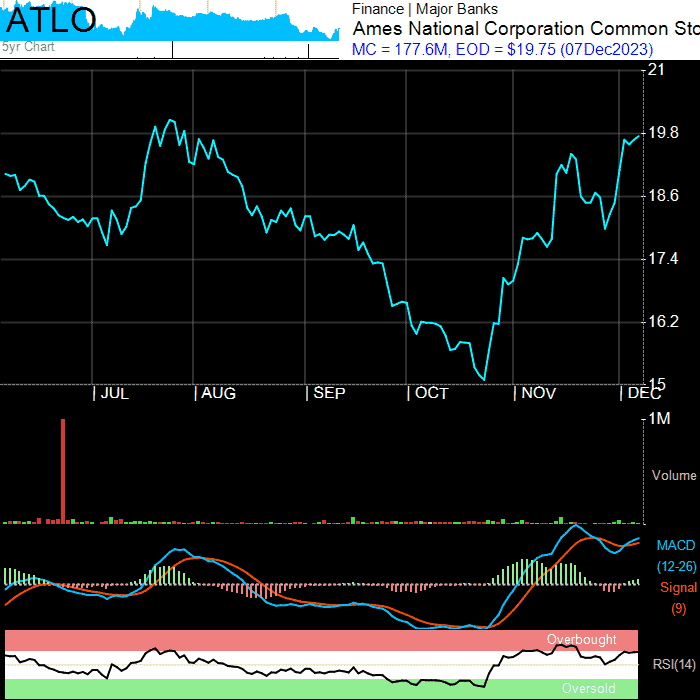 ATLO
5yr Chart
Finance | Major Banks
Ames National Corporation Common Sto
MC = 177.6M, EOD = $19.75 (07Dec2023)
21
19.8
18.6
17.4
16.2
15
JUL AUG SEP OCT NOV DEC
1M
Volume
MACD
(12-26)
Signal
(9)
Overbought
RSI(14)
Oversold